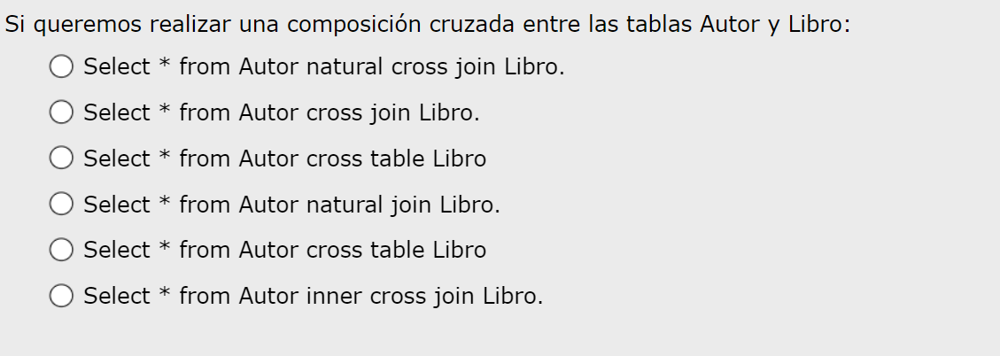 Si queremos realizar una composición cruzada entre las tablas Autor y Libro:
Select * from Autor natural cross join Libro.
Select * from Autor cross join Libro.
Select * from Autor cross table Libro
Select * from Autor natural join Libro.
Select * from Autor cross table Libro
Select * from Autor inner cross join Libro.